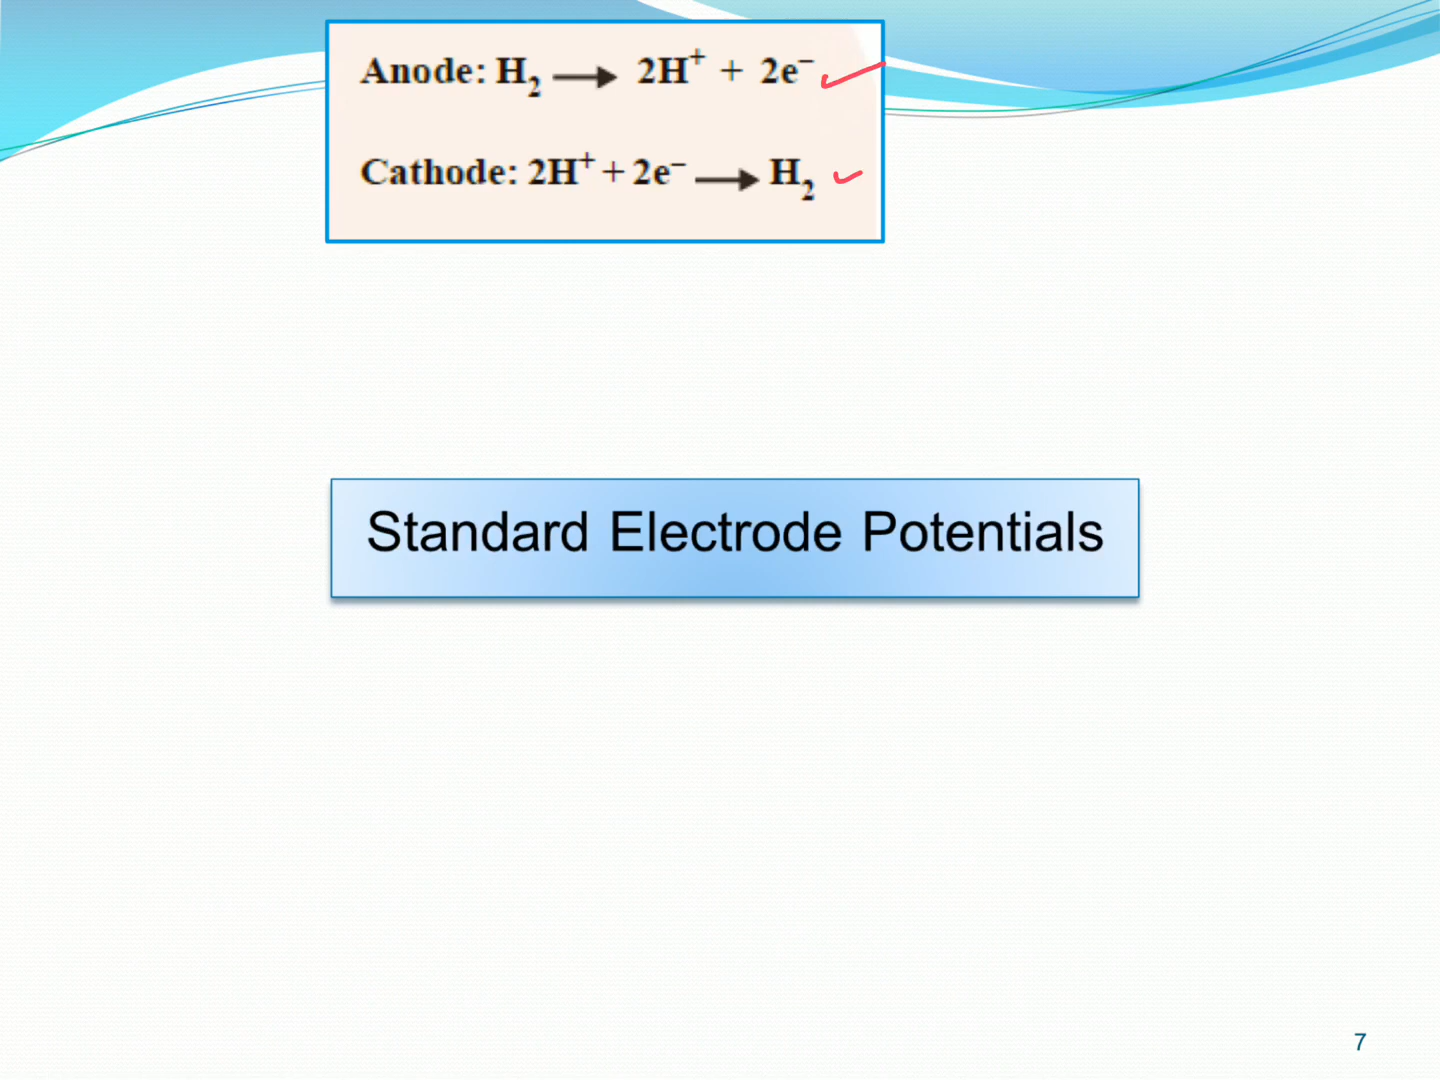 Anode: H₂ ⟶ 2H⁺ + 2e⁻
Cathode: 2H⁺ + 2e⁻ ⟶ H₂
Standard Electrode Potentials
7